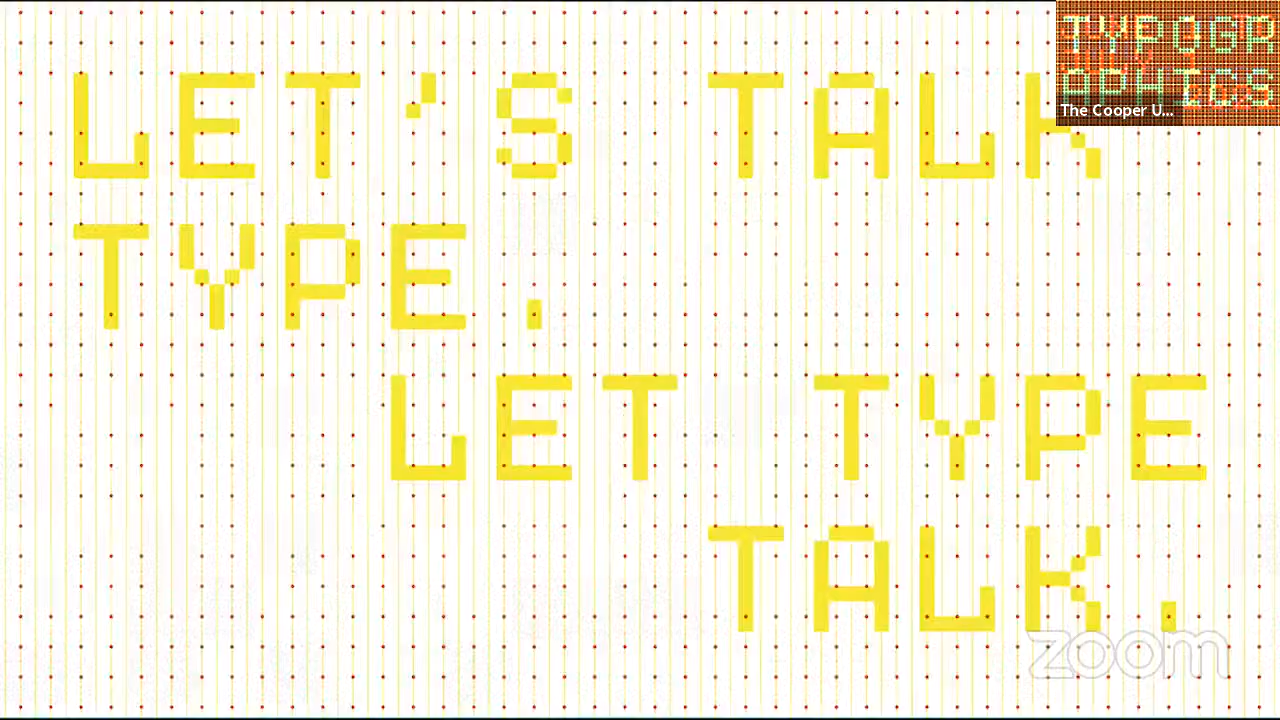 LET'S TALK
TYPE.
LET TYPE
TALK.
TYPOGR
APHICS
The Cooper U...
zoom